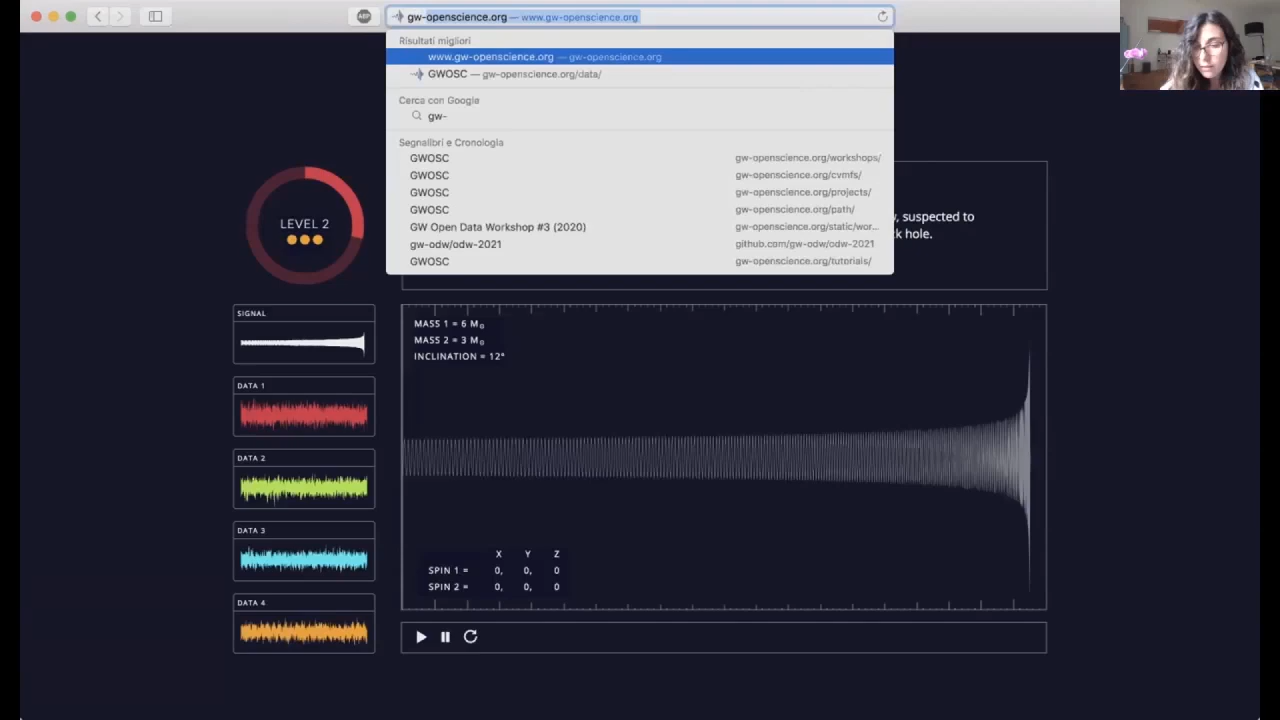 ABP
gw-openscience.org — www.gw-openscience.org
Risultati migliori
www.gw-openscience.org — gw-openscience.org
GWOSC — gw-openscience.org/data/
Cerca con Google
gw-
Segnalibri e Cronologia
GWOSC gw-openscience.org/workshops/
GWOSC gw-openscience.org/cvmfs/
GWOSC gw-openscience.org/projects/
GWOSC gw-openscience.org/path/
GW Open Data Workshop #3 (2020) gw-openscience.org/static/wor...
gw-odw/odw-2021 github.com/gw-odw/odw-2021
GWOSC gw-openscience.org/tutorials/
, suspected to
k hole.
LEVEL 2
SIGNAL
DATA 1
DATA 2
DATA 3
DATA 4
MASS 1 = 6 M⊙
MASS 2 = 3 M⊙
INCLINATION = 12°
X Y Z
SPIN 1 = 0, 0, 0
SPIN 2 = 0, 0, 0